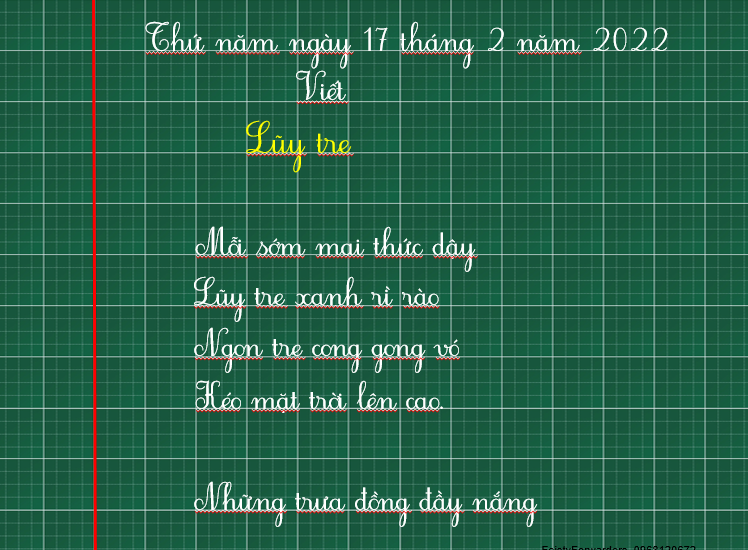 Thứ năm ngày 17 tháng 2 năm 2022
Viết
Lũy tre
Mỗi sớm mai thức dậy
Lũy tre xanh rì rào
Ngọn tre cong gọng vó
Kéo mặt trời lên cao.
Những trưa đồng đầy nắng